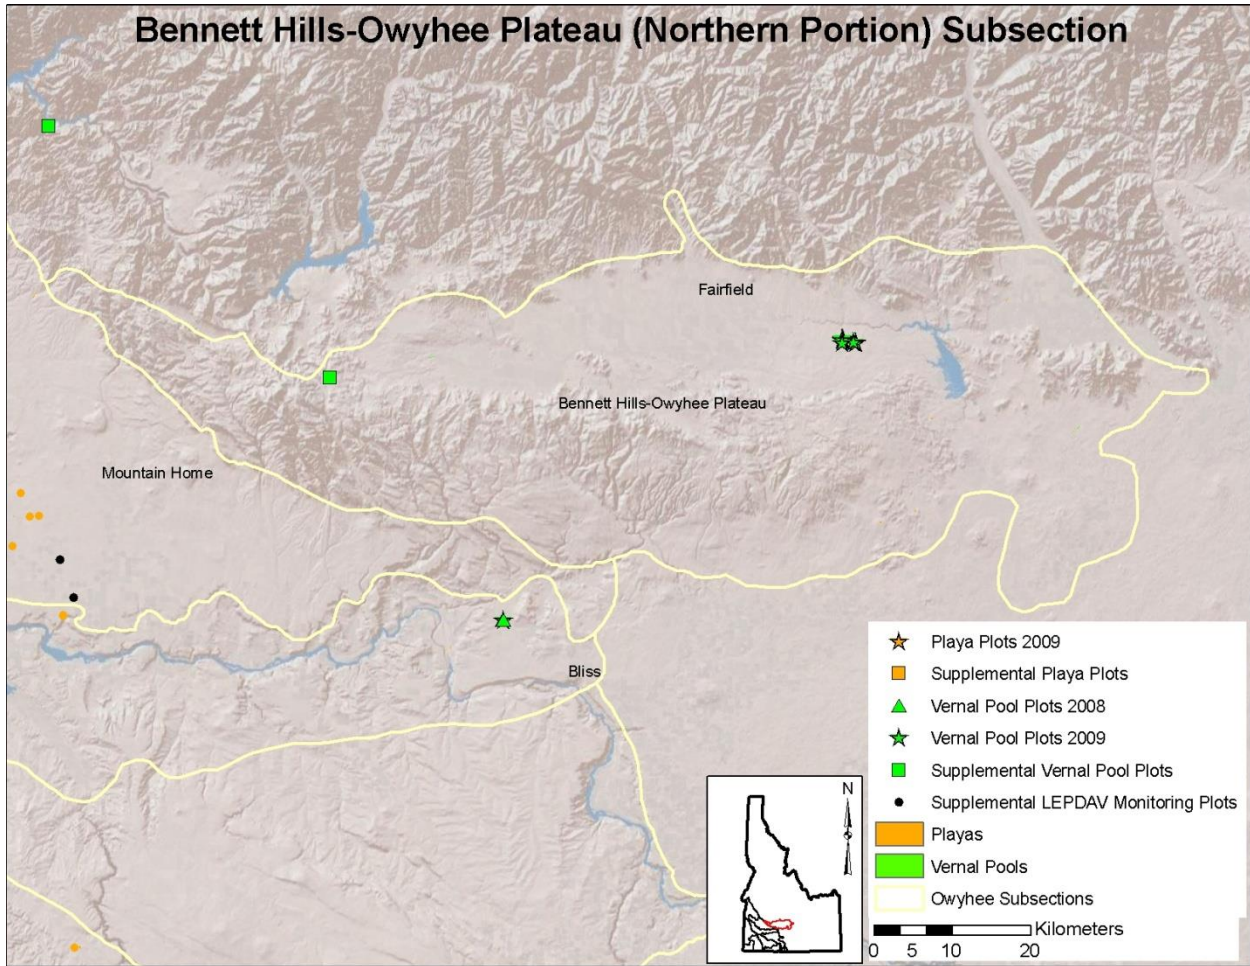 Bennett Hills-Owyhee Plateau (Northern Portion) Subsection
Fairfield
Bennett Hills-Owyhee Plateau
Mountain Home
Bliss
Playa Plots 2009
Supplemental Playa Plots
Vernal Pool Plots 2008
Vernal Pool Plots 2009
Supplemental Vernal Pool Plots
Supplemental LEPDAV Monitoring Plots
Playas
Vernal Pools
Owyhee Subsections
Kilometers
0 5 10 20
N